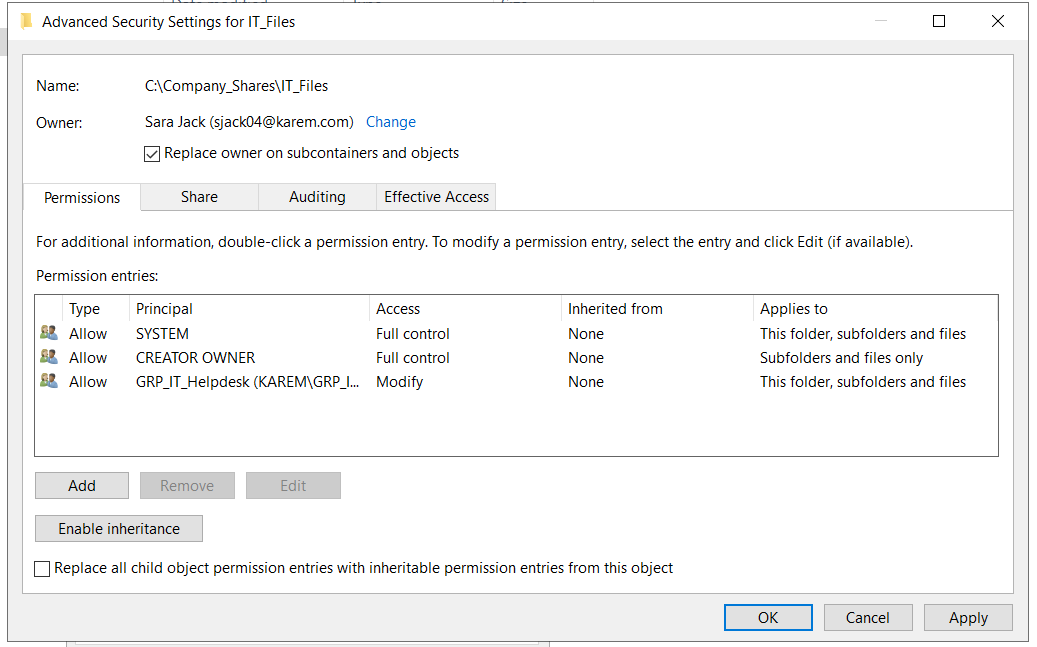 Advanced Security Settings for IT_Files
Name: C:\Company_Shares\IT_Files
Owner: Sara Jack (sjack04@karem.com) Change
Replace owner on subcontainers and objects
Permissions Share Auditing Effective Access
For additional information, double-click a permission entry. To modify a permission entry, select the entry and click Edit (if available).
Permission entries:
Type Principal Access Inherited from Applies to
Allow SYSTEM Full control None This folder, subfolders and files
Allow CREATOR OWNER Full control None Subfolders and files only
Allow GRP_IT_Helpdesk (KAREM\GRP_I... Modify None This folder, subfolders and files
Add Remove Edit
Enable inheritance
Replace all child object permission entries with inheritable permission entries from this object
OK Cancel Apply